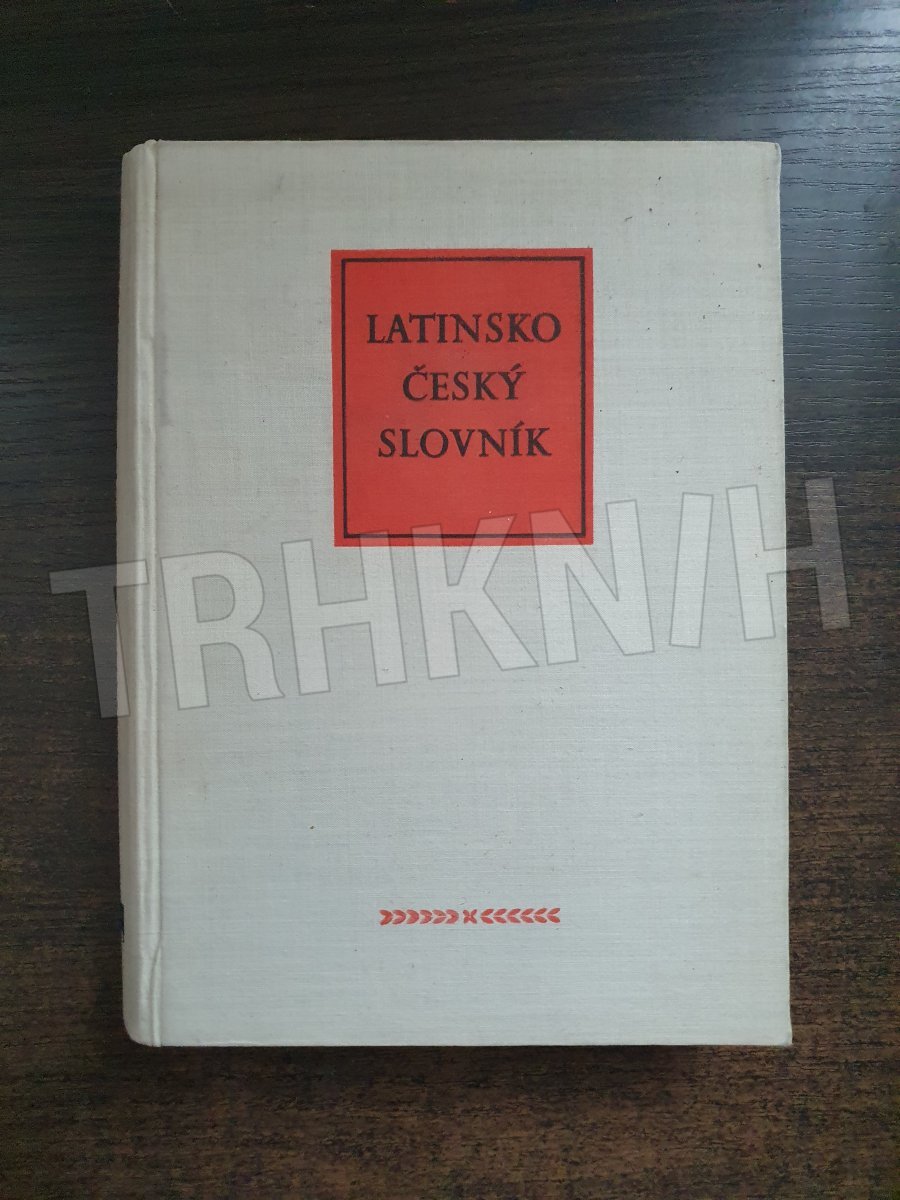 LATINSKO
ČESKÝ
SLOVNÍK
TRHKNIH